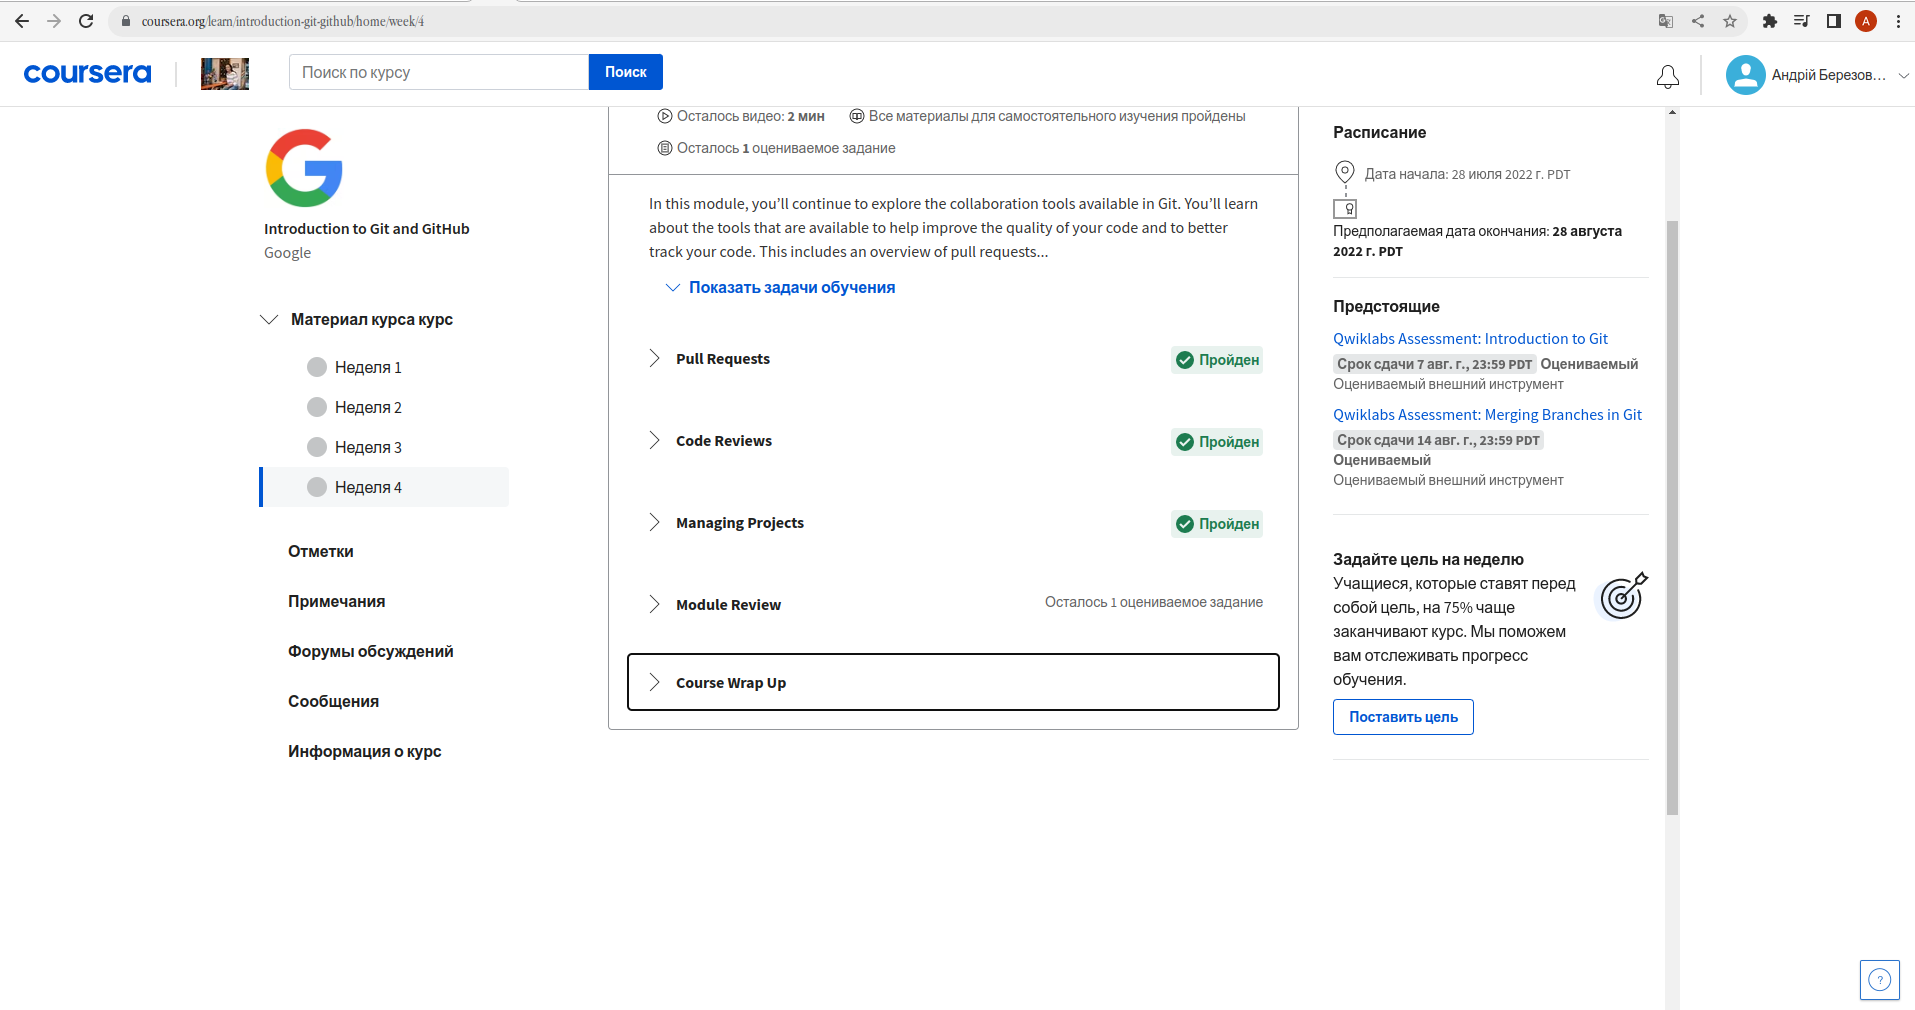 coursera.org/learn/introduction-git-github/home/week/4
A
coursera
Поиск по курсу
Поиск
Андрій Березов...
Introduction to Git and GitHub
Google
Материал курса курс
Неделя 1
Неделя 2
Неделя 3
Неделя 4
Отметки
Примечания
Форумы обсуждений
Сообщения
Информация о курс
Осталось видео: 2 мин
Все материалы для самостоятельного изучения пройдены
Осталось 1 оцениваемое задание
In this module, you’ll continue to explore the collaboration tools available in Git. You’ll learn
about the tools that are available to help improve the quality of your code and to better
track your code. This includes an overview of pull requests...
Показать задачи обучения
Pull Requests
Пройден
Code Reviews
Пройден
Managing Projects
Пройден
Module Review
Осталось 1 оцениваемое задание
Course Wrap Up
Расписание
Дата начала: 28 июля 2022 г. PDT
Предполагаемая дата окончания: 28 августа
2022 г. PDT
Предстоящие
Qwiklabs Assessment: Introduction to Git
Срок сдачи 7 авг. г., 23:59 PDT Оцениваемый
Оцениваемый внешний инструмент
Qwiklabs Assessment: Merging Branches in Git
Срок сдачи 14 авг. г., 23:59 PDT
Оцениваемый
Оцениваемый внешний инструмент
Задайте цель на неделю
Учащиеся, которые ставят перед
собой цель, на 75% чаще
заканчивают курс. Мы поможем
вам отслеживать прогресс
обучения.
Поставить цель
?